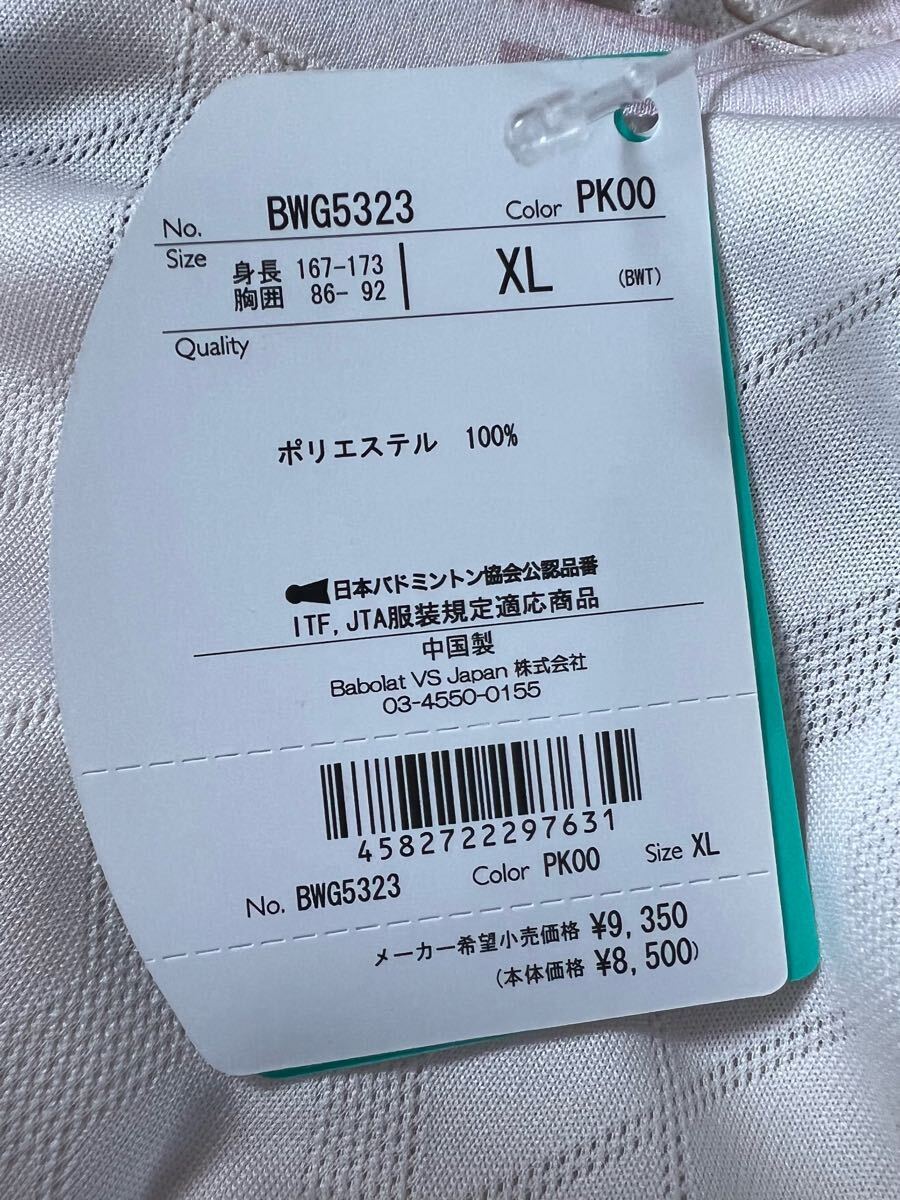 No. BWG5323 Color PK00
Size 身長 167-173 XL (BWT)
胸囲 86- 92
Quality
ポリエステル 100%
日本バドミントン協会公認品番
ITF, JTA服装規定適応商品
中国製
Babolat VS Japan 株式会社
03-4550-0155
4582722297631
No. BWG5323 Color PK00 Size XL
メーカー希望小売価格 ¥9, 350
(本体価格 ¥8, 500)